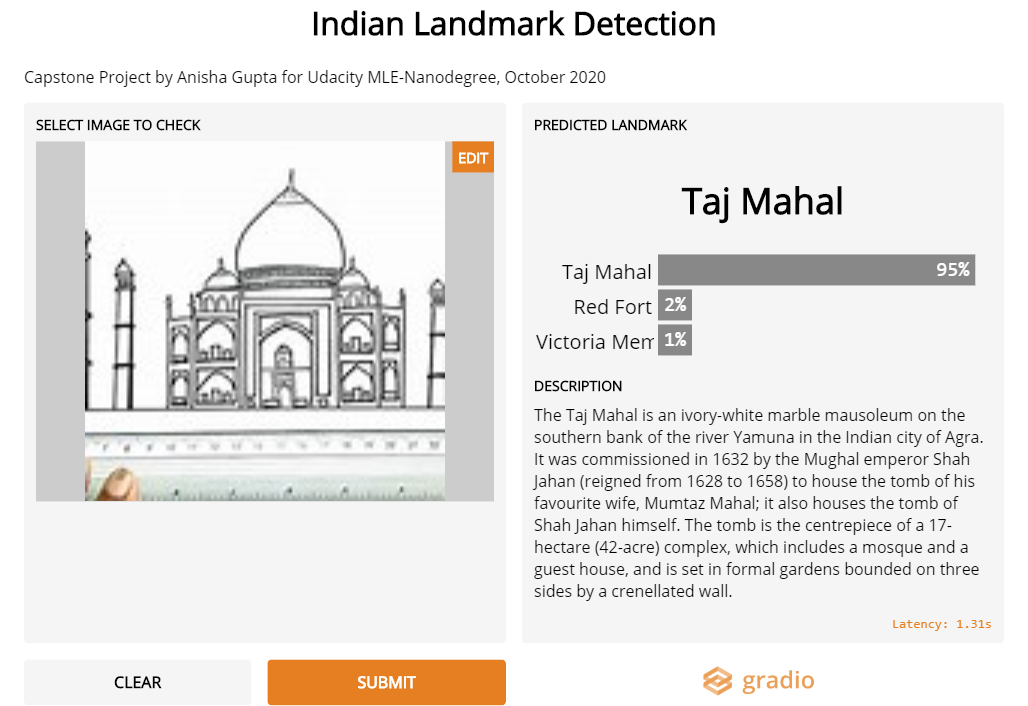 Indian Landmark Detection
Capstone Project by Anisha Gupta for Udacity MLE-Nanodegree, October 2020
SELECT IMAGE TO CHECK
EDIT
PREDICTED LANDMARK
Taj Mahal
Taj Mahal 95%
Red Fort 2%
Victoria Mem 1%
DESCRIPTION
The Taj Mahal is an ivory-white marble mausoleum on the
southern bank of the river Yamuna in the Indian city of Agra.
It was commissioned in 1632 by the Mughal emperor Shah
Jahan (reigned from 1628 to 1658) to house the tomb of his
favourite wife, Mumtaz Mahal; it also houses the tomb of
Shah Jahan himself. The tomb is the centrepiece of a 17-
hectare (42-acre) complex, which includes a mosque and a
guest house, and is set in formal gardens bounded on three
sides by a crenellated wall.
Latency: 1.31s
CLEAR
SUBMIT
gradio